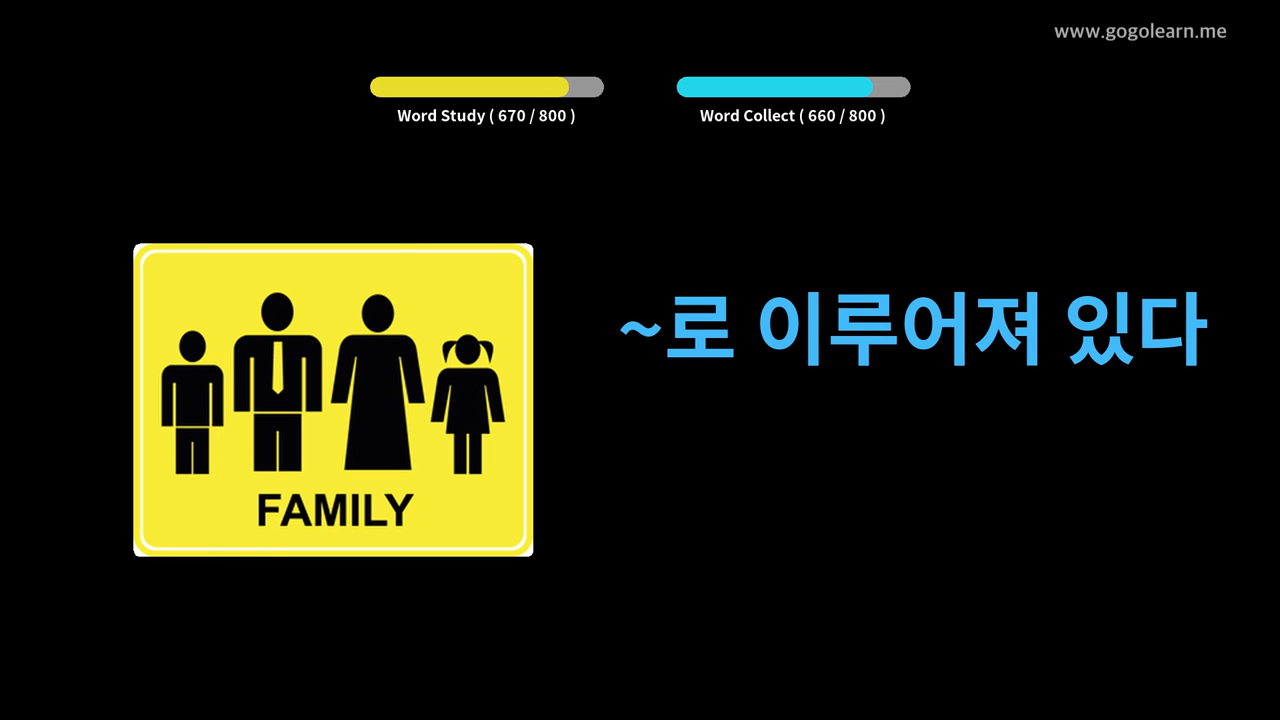 www.gogolearn.me
Word Study ( 670 / 800 )
Word Collect ( 660 / 800 )
~로 이루어져 있다
FAMILY